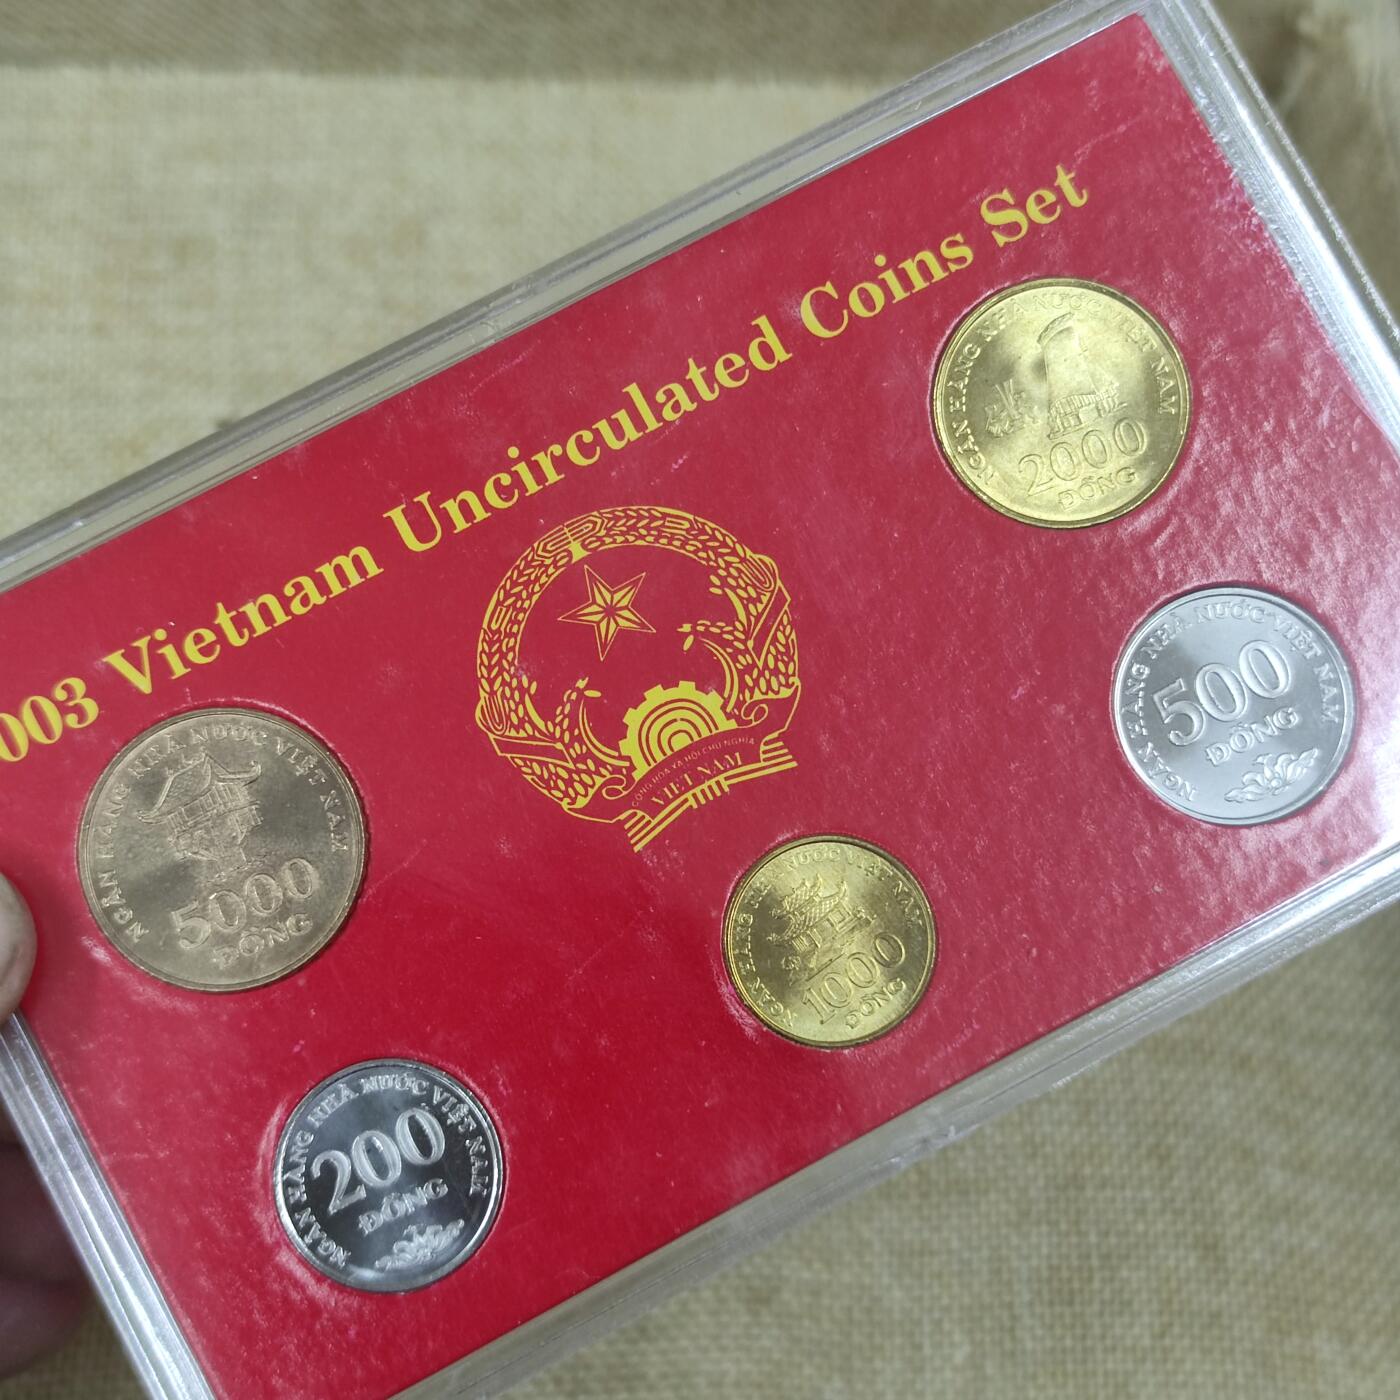 003 Vietnam Uncirculated Coins Set
NGÂN HÀNG NHÀ NƯỚC VIỆT NAM
2000
ĐỒNG
NGÂN HÀNG NHÀ NƯỚC VIỆT NAM
500
ĐỒNG
CỘNG HÒA XÃ HỘI CHỦ NGHĨA
VIỆT NAM
NGÂN HÀNG NHÀ NƯỚC VIỆT NAM
5000
ĐỒNG
NGÂN HÀNG NHÀ NƯỚC VIỆT NAM
1000
ĐỒNG
NGÂN HÀNG NHÀ NƯỚC VIỆT NAM
200
ĐỒNG